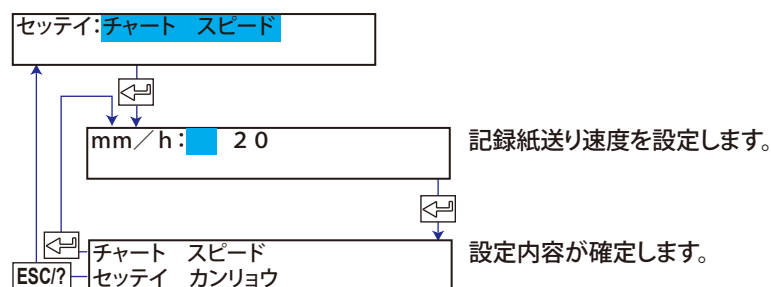 セッテイ：チャート　スピード
mm／h：　２０
記録紙送り速度を設定します。
チャート　スピード
設定内容が確定します。
ESC/?
セッテイ　カンリョウ